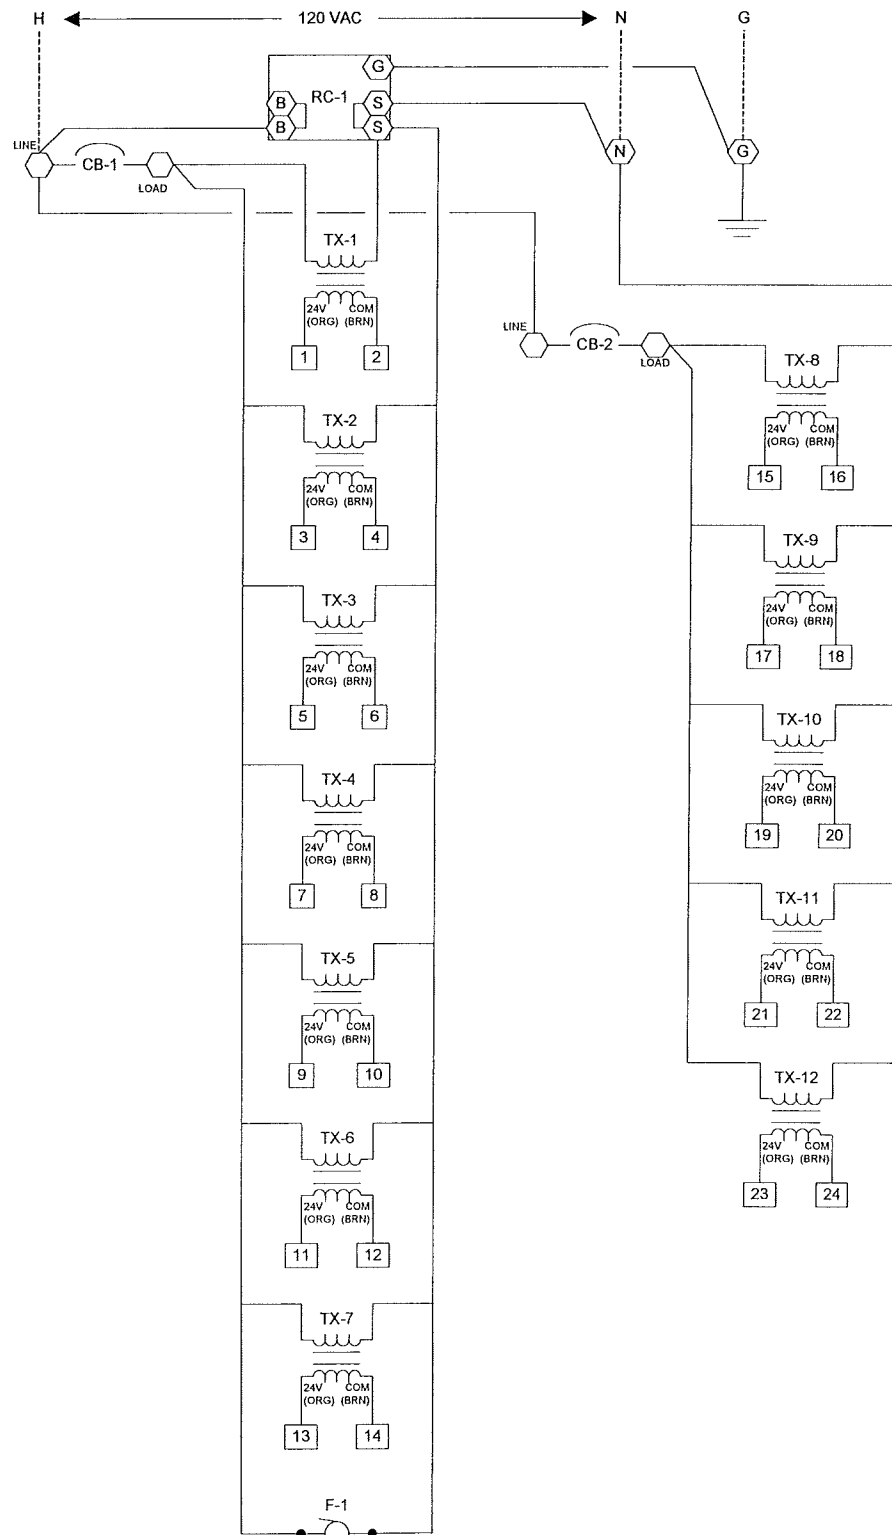 H 120 VAC N G
G
B RC-1 S
B S
LINE
CB-1
LOAD
N G
TX-1
24V COM
(ORG) (BRN)
1 2
LINE
CB-2
LOAD
TX-8
24V COM
(ORG) (BRN)
15 16
TX-2
24V COM
(ORG) (BRN)
3 4
TX-9
24V COM
(ORG) (BRN)
17 18
TX-3
24V COM
(ORG) (BRN)
5 6
TX-10
24V COM
(ORG) (BRN)
19 20
TX-4
24V COM
(ORG) (BRN)
7 8
TX-11
24V COM
(ORG) (BRN)
21 22
TX-5
24V COM
(ORG) (BRN)
9 10
TX-12
24V COM
(ORG) (BRN)
23 24
TX-6
24V COM
(ORG) (BRN)
11 12
TX-7
24V COM
(ORG) (BRN)
13 14
F-1